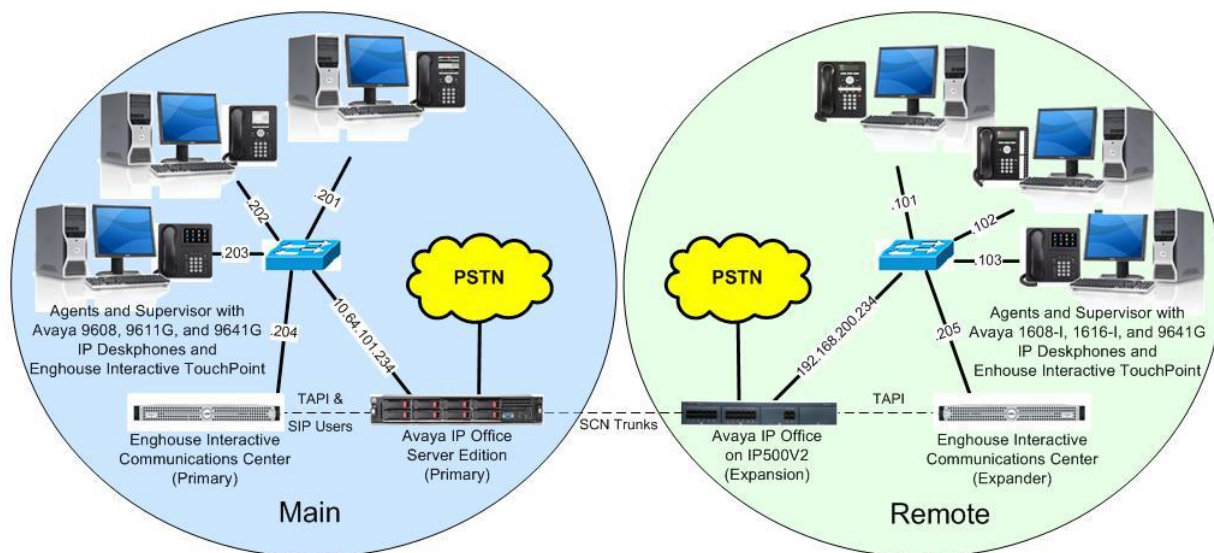 .201
.202
.203
.204
10.64.101.234
PSTN
Agents and Supervisor with
Avaya 9608, 9611G, and 9641G
IP Deskphones and
Enghouse Interactive TouchPoint
TAPI &
SIP Users
Enghouse Interactive
Communications Center
(Primary)
Avaya IP Office
Server Edition
(Primary)
Main
SCN Trunks
.101
.102
.103
PSTN
192.168.200.234
.205
Agents and Supervisor with
Avaya 1608-I, 1616-I, and 9641G
IP Deskphones and
Enhouse Interactive TouchPoint
TAPI
Avaya IP Office
on IP500V2
(Expansion)
Enghouse Interactive
Communications Center
(Expander)
Remote